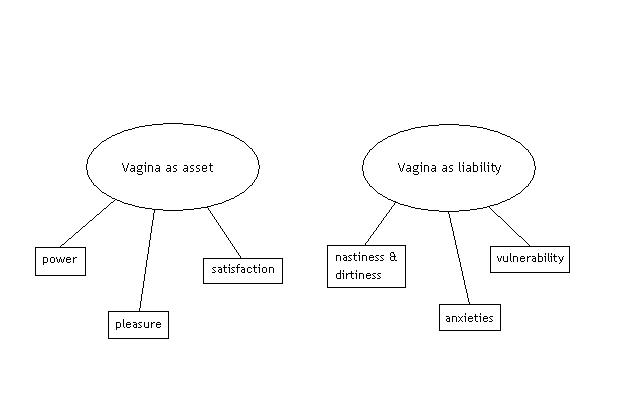 Vagina as asset
Vagina as liability
power
pleasure
satisfaction
nastiness &
dirtiness
anxieties
vulnerability